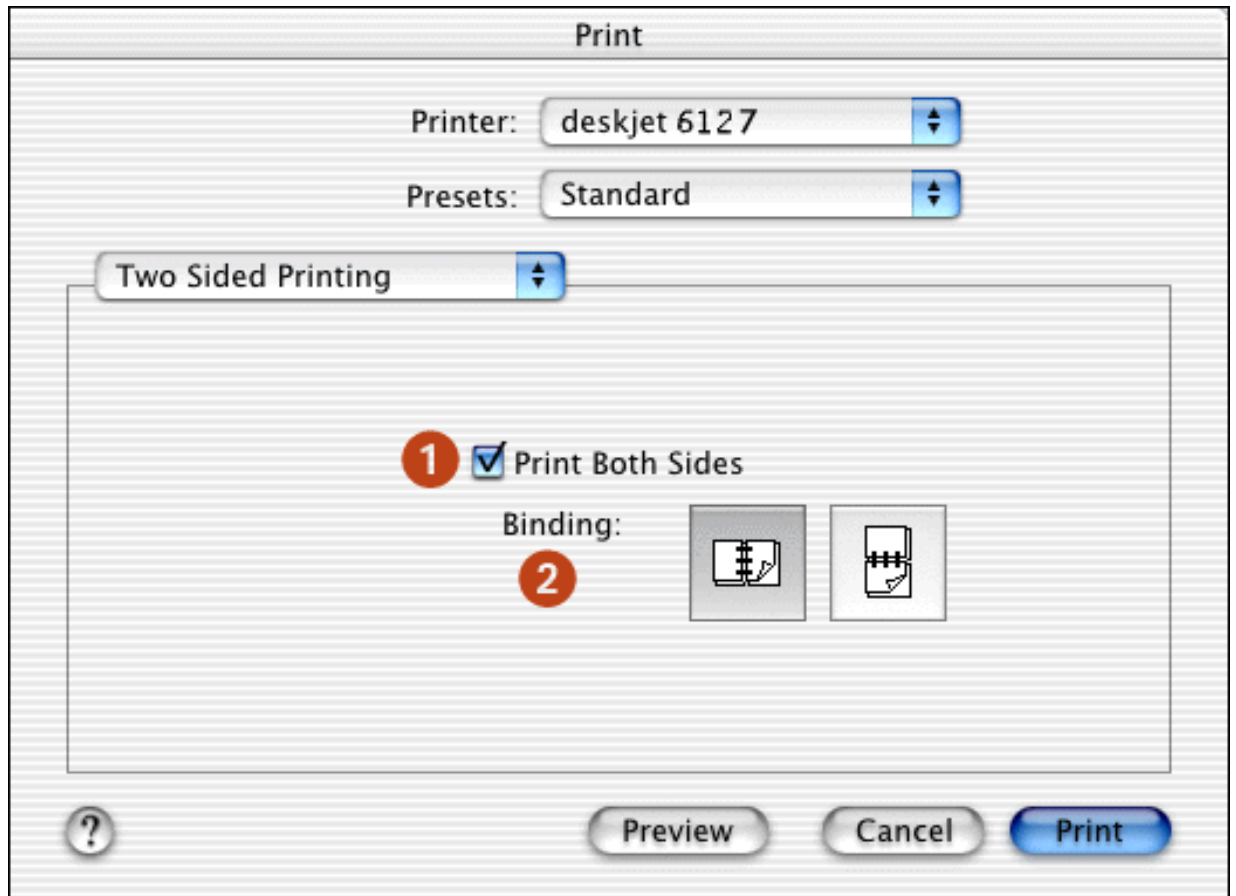 Print
Printer: deskjet 6127
Presets: Standard
Two Sided Printing
1 Print Both Sides
Binding:
2
? Preview Cancel Print